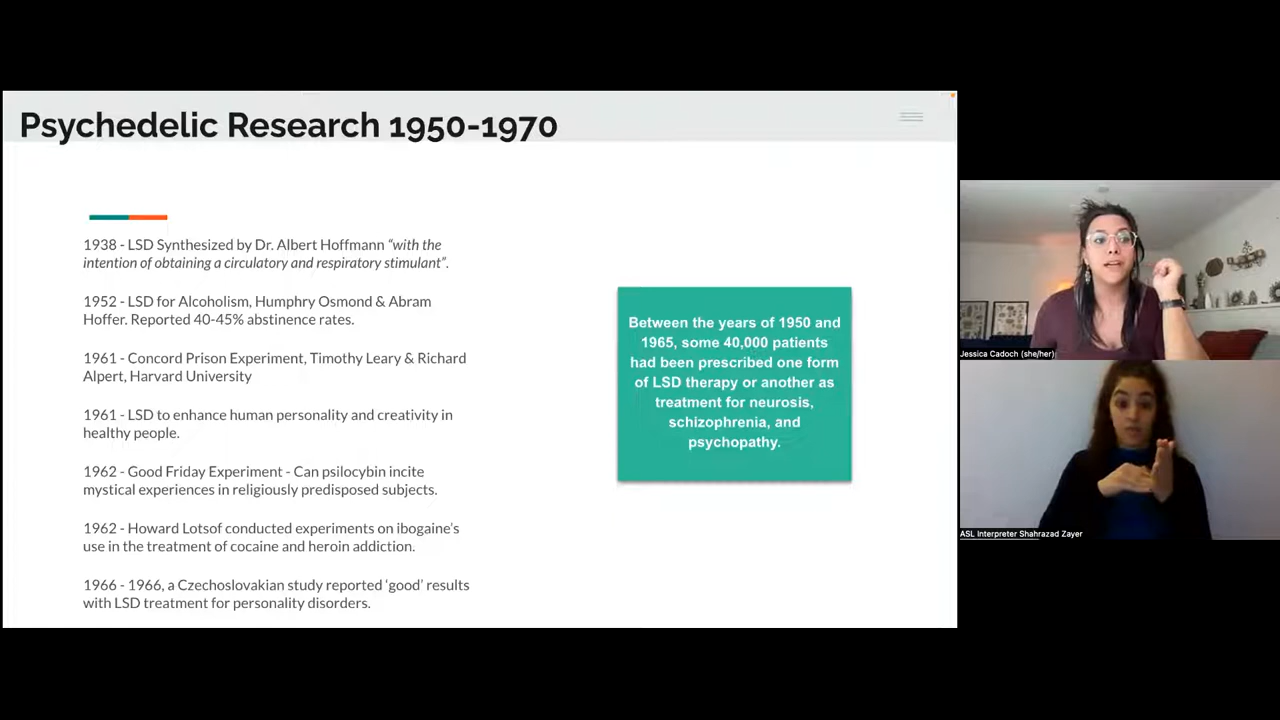 Psychedelic Research 1950-1970
1938 - LSD Synthesized by Dr. Albert Hoffmann “with the
intention of obtaining a circulatory and respiratory stimulant”.
1952 - LSD for Alcoholism, Humphry Osmond & Abram
Hoffer. Reported 40-45% abstinence rates.
1961 - Concord Prison Experiment, Timothy Leary & Richard
Alpert, Harvard University
1961 - LSD to enhance human personality and creativity in
healthy people.
1962 - Good Friday Experiment - Can psilocybin incite
mystical experiences in religiously predisposed subjects.
1962 - Howard Lotsof conducted experiments on ibogaine’s
use in the treatment of cocaine and heroin addiction.
1966 - 1966, a Czechoslovakian study reported ‘good’ results
with LSD treatment for personality disorders.
Between the years of 1950 and
1965, some 40,000 patients
had been prescribed one form
of LSD therapy or another as
treatment for neurosis,
schizophrenia, and
psychopathy.
Jessica Cadoch (she/her)
ASL Interpreter Shahrazad Zayer